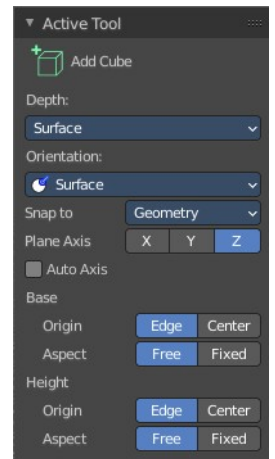 Active Tool
Add Cube
Depth:
Surface
Orientation:
Surface
Snap to Geometry
Plane Axis X Y Z
Auto Axis
Base
Origin Edge Center
Aspect Free Fixed
Height
Origin Edge Center
Aspect Free Fixed